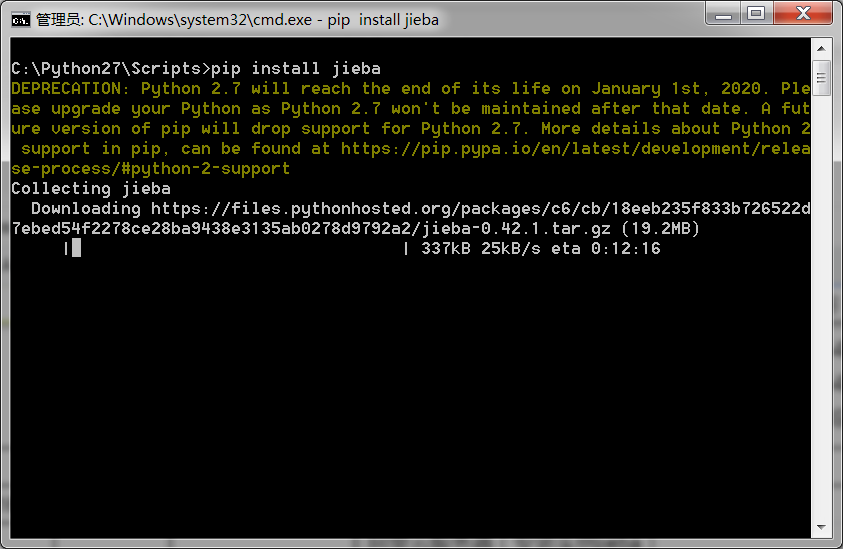 管理员: C:\Windows\system32\cmd.exe - pip  install jieba
C:\Python27\Scripts>pip install jieba
DEPRECATION: Python 2.7 will reach the end of its life on January 1st, 2020. Ple
ase upgrade your Python as Python 2.7 won't be maintained after that date. A fut
ure version of pip will drop support for Python 2.7. More details about Python 2
 support in pip, can be found at https://pip.pypa.io/en/latest/development/relea
se-process/#python-2-support
Collecting jieba
  Downloading https://files.pythonhosted.org/packages/c6/cb/18eeb235f833b726522d
7ebed54f2278ce28ba9438e3135ab0278d9792a2/jieba-0.42.1.tar.gz (19.2MB)
     |                                | 337kB 25kB/s eta 0:12:16